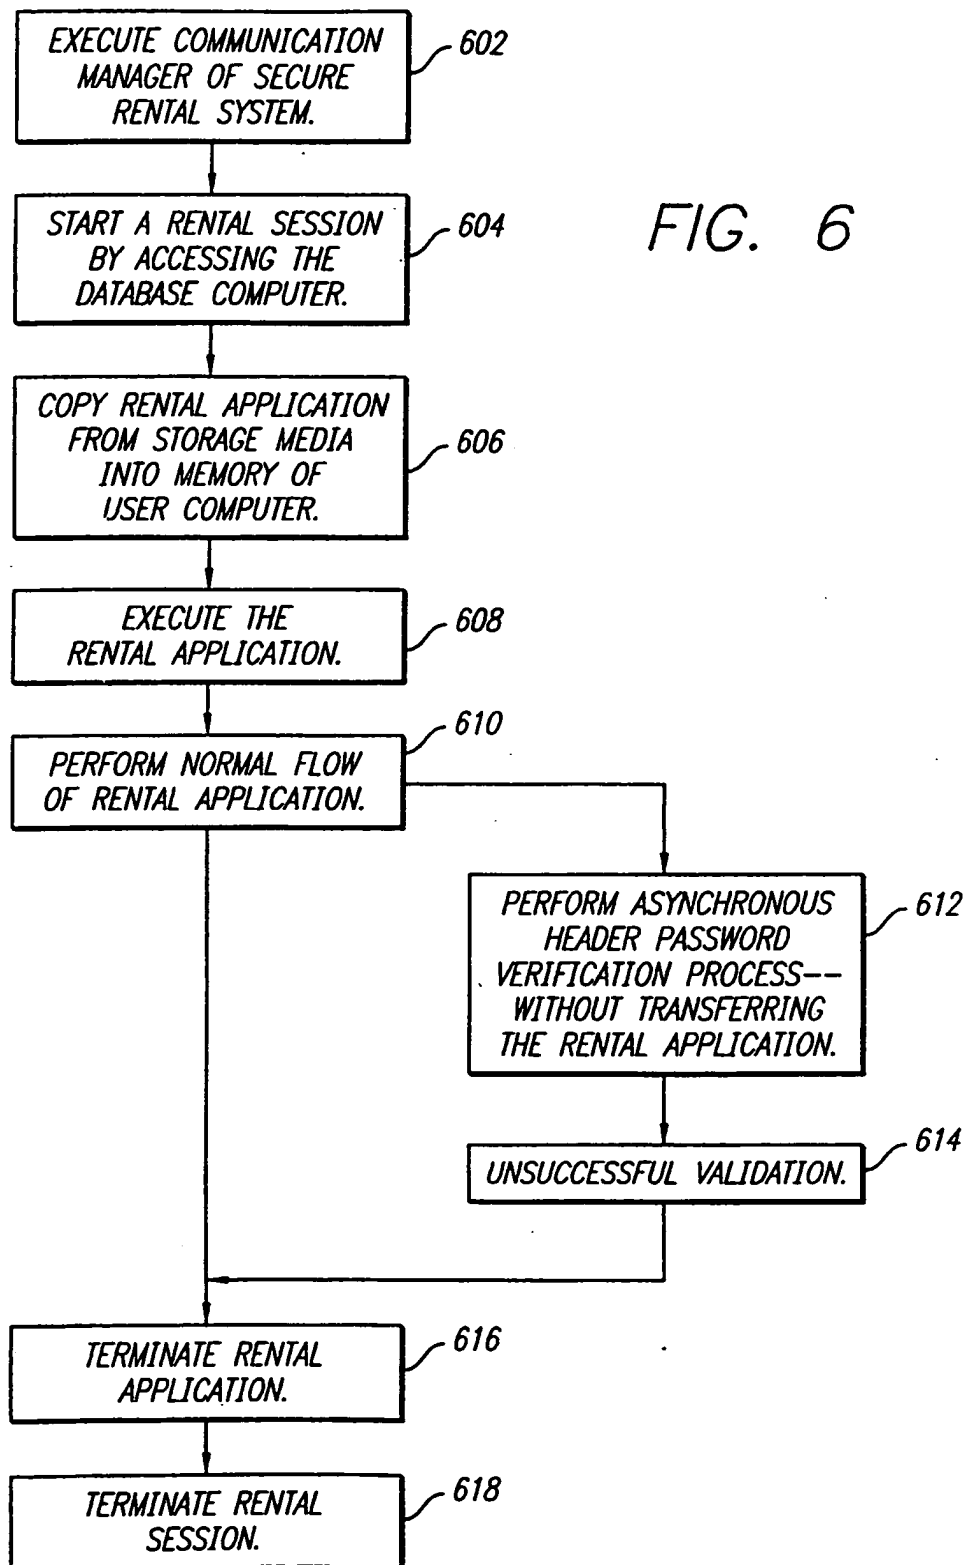 EXECUTE COMMUNICATION
MANAGER OF SECURE
RENTAL SYSTEM.
602
START A RENTAL SESSION
BY ACCESSING THE
DATABASE COMPUTER.
604
FIG. 6
COPY RENTAL APPLICATION
FROM STORAGE MEDIA
INTO MEMORY OF
USER COMPUTER.
606
EXECUTE THE
RENTAL APPLICATION.
608
PERFORM NORMAL FLOW
OF RENTAL APPLICATION.
610
PERFORM ASYNCHRONOUS
HEADER PASSWORD
VERIFICATION PROCESS--
WITHOUT TRANSFERRING
THE RENTAL APPLICATION.
612
UNSUCCESSFUL VALIDATION.
614
TERMINATE RENTAL
APPLICATION.
616
TERMINATE RENTAL
SESSION.
618